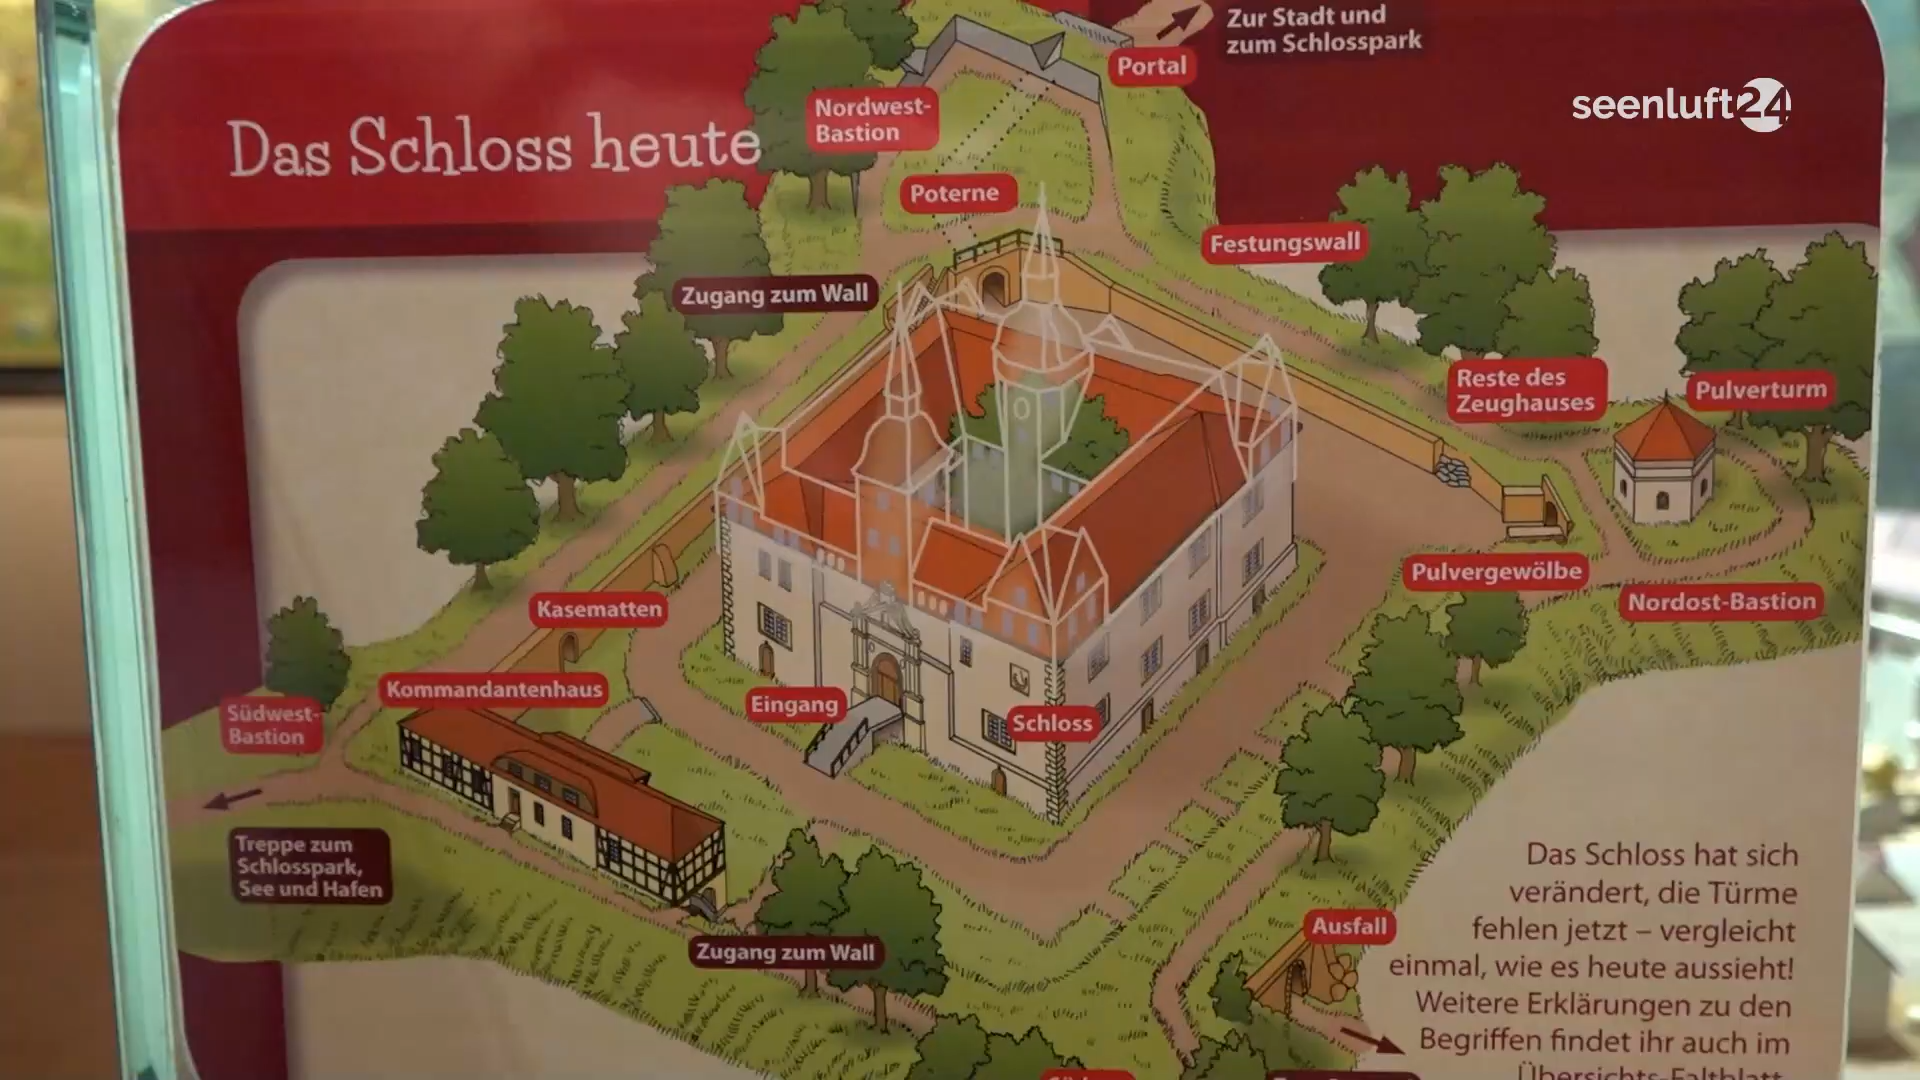 Zur Stadt und
zum Schlosspark
Portal
seenluft24
Das Schloss heute
Nordwest-
Bastion
Poterne
Festungswall
Zugang zum Wall
Reste des
Zeughauses
Pulverturm
Pulvergewölbe
Nordost-Bastion
Kasematten
Kommandantenhaus
Eingang
Schloss
Südwest-
Bastion
Treppe zum
Schlosspark,
See und Hafen
Zugang zum Wall
Ausfall
Das Schloss hat sich
verändert, die Türme
fehlen jetzt – vergleicht
einmal, wie es heute aussieht!
Weitere Erklärungen zu den
Begriffen findet ihr auch im
Übersichts-Faltblatt